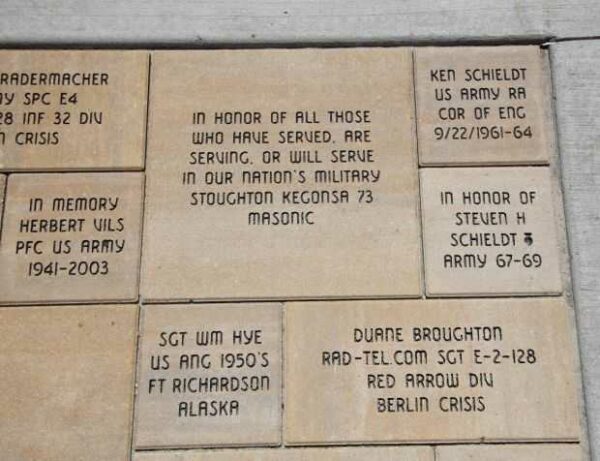 RADERMACHER
SPC E4
28 INF 32 DIV
CRISIS
IN HONOR OF ALL THOSE
WHO HAVE SERVED, ARE
SERVING, OR WILL SERVE
IN OUR NATION'S MILITARY
STOUGHTON KEGONSA 73
MASONIC
KEN SCHIELDT
US ARMY RA
COR OF ENG
9/22/1961-64
IN MEMORY
HERBERT VILS
PFC US ARMY
1941-2003
IN HONOR OF
STEVEN H
SCHIELDT
ARMY 67-69
SGT WM HYE
US ANG 1950'S
FT RICHARDSON
ALASKA
DUANE BROUGHTON
RAD-TEL.COM SGT E-2-128
RED ARROW DIV
BERLIN CRISIS